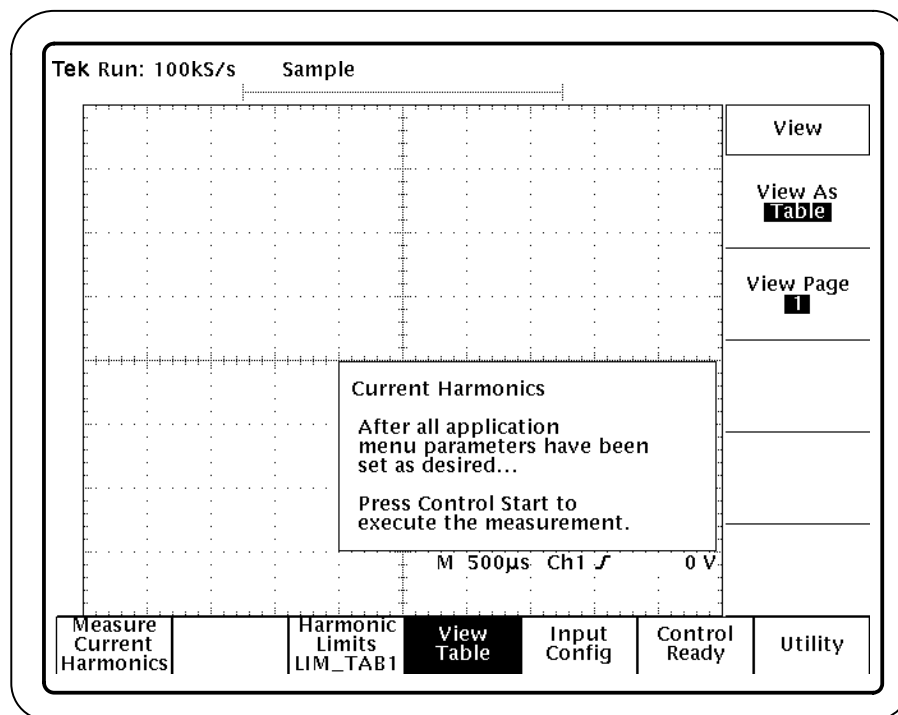 Tek Run: 100kS/s Sample
View
View As
Table
View Page
1
Current Harmonics
After all application
menu parameters have been
set as desired...
Press Control Start to
execute the measurement.
M 500µs Ch1 0 V
Measure
Current
Harmonics
Harmonic
Limits
LIM_TAB1
View
Table
Input
Config
Control
Ready
Utility